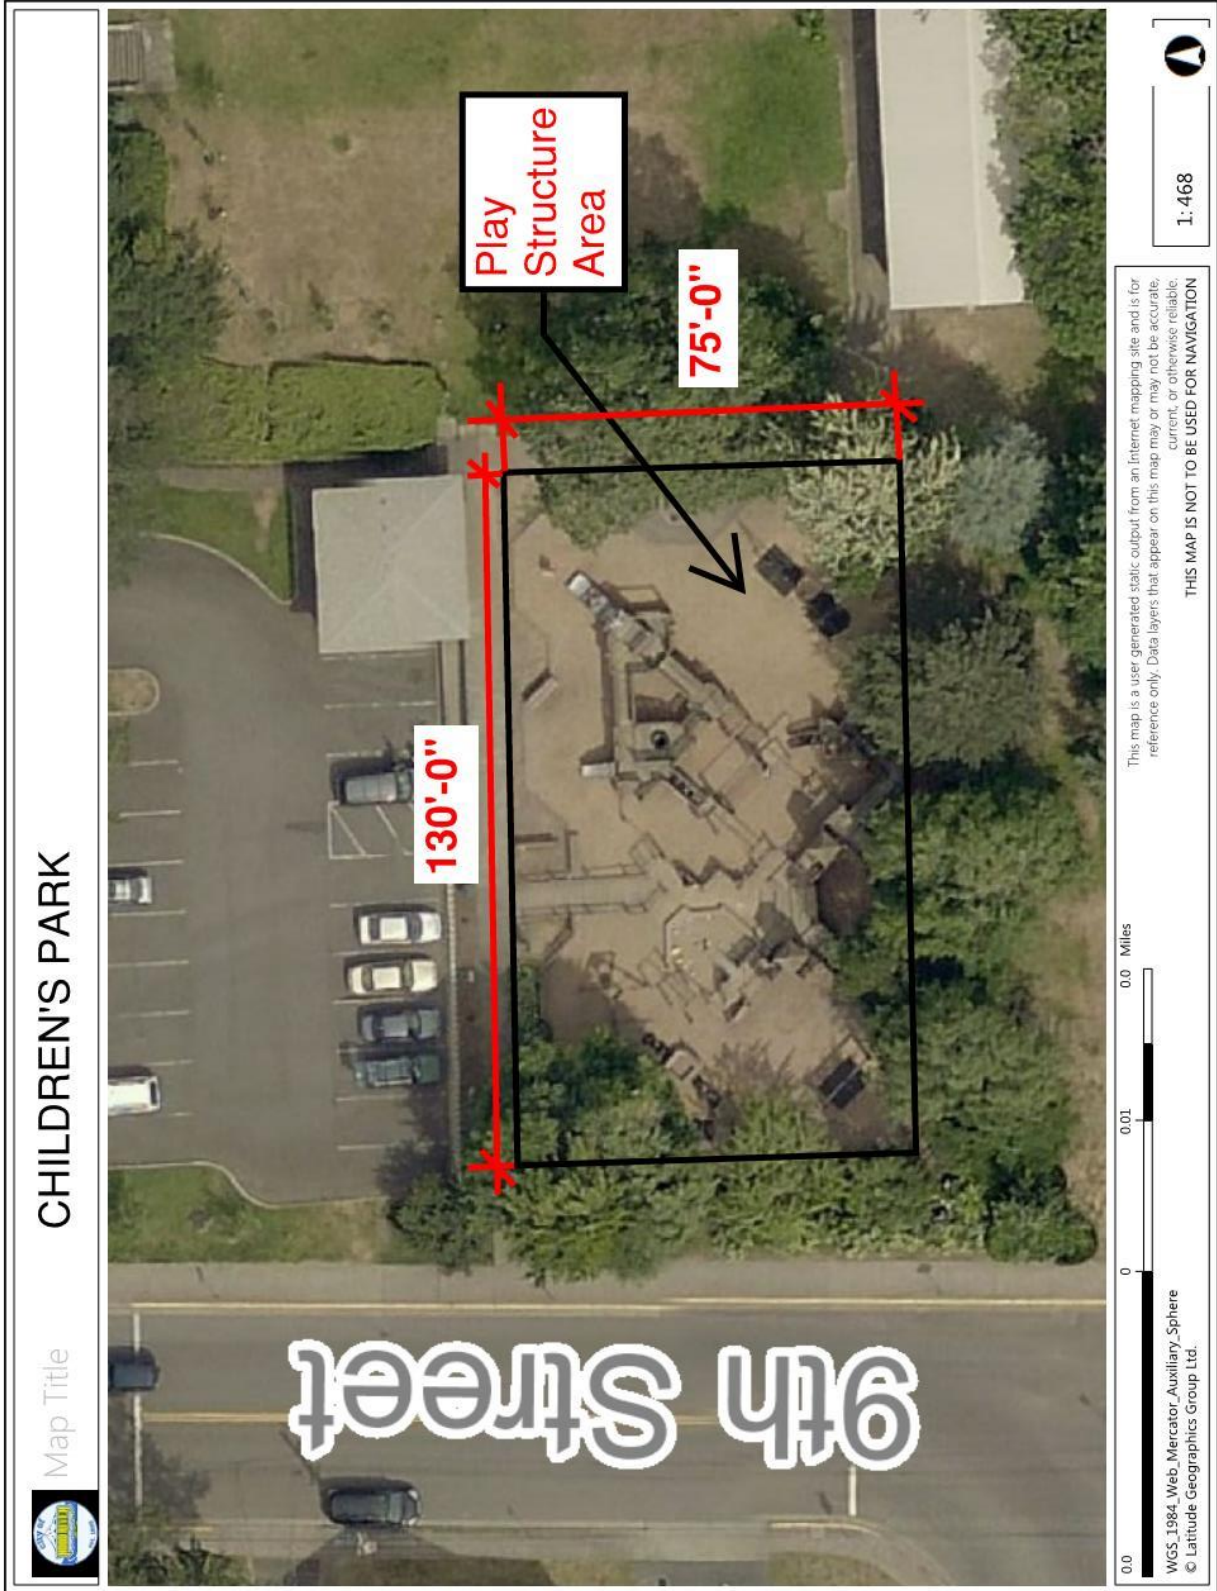 Map Title
CHILDREN'S PARK
Play
Structure
Area
75'-0"
130'-0"
9th Street
0.0
0
0.01
0.0
Miles
WGS_1984_Web_Mercator_Auxiliary_Sphere
© Latitude Geographics Group Ltd.
This map is a user generated static output from an Internet mapping site and is for
reference only. Data layers that appear on this map may or may not be accurate,
current, or otherwise reliable.
THIS MAP IS NOT TO BE USED FOR NAVIGATION
1: 468